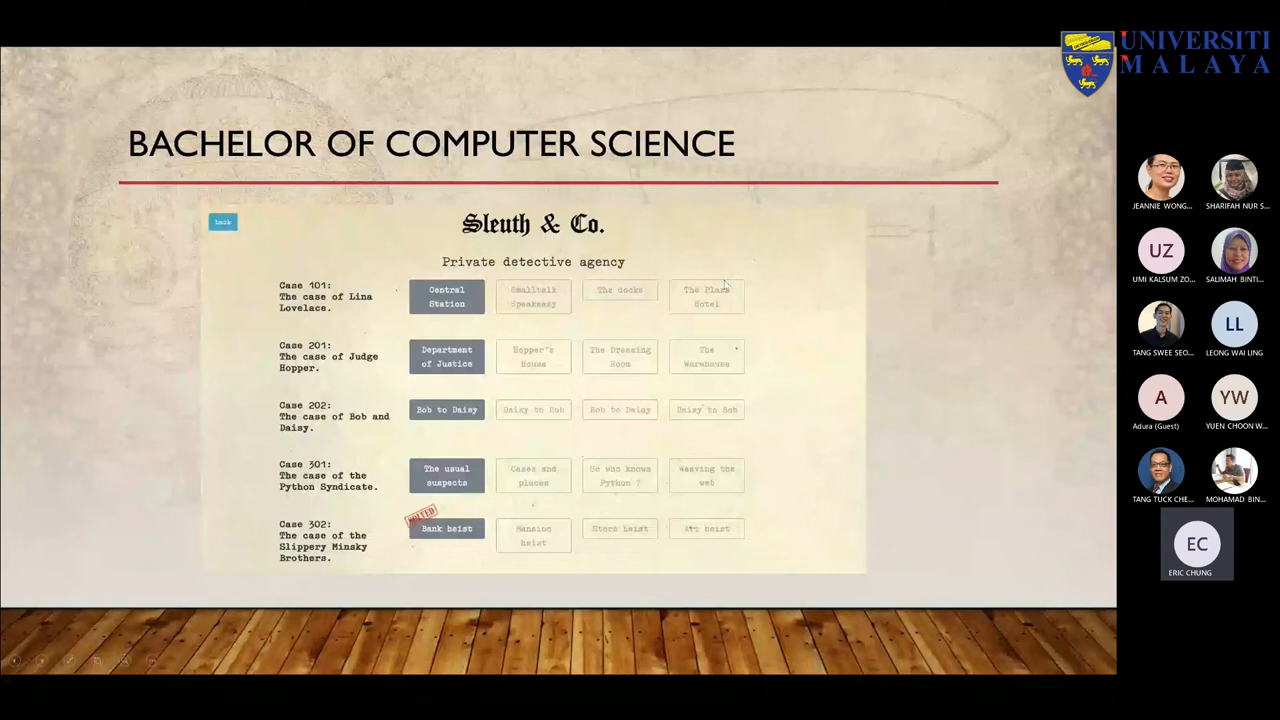 UNIVERSITI
MALAYA
BACHELOR OF COMPUTER SCIENCE
back
Sleuth & Co.
Private detective agency
Case 101:
The case of Lina
Lovelace.
Central
Station
Smalltalk
Speakeasy
The docks
The Plaza
Hotel
Case 201:
The case of Judge
Hopper.
Department
of Justice
Hopper's
House
The Dressing
Room
The
Warehouse
Case 202:
The case of Bob and
Daisy.
Bob to Daisy
Daisy to Bob
Bob to Daisy
Daisy to Bob
Case 301:
The case of the
Python Syndicate.
The usual
suspects
Cases and
places
So who knows
Python ?
Weaving the
web
Case 302:
The case of the
Slippery Minsky
Brothers.
SOLVED
Bank heist
Mansion
heist
Store heist
Art heist
JEANNIE WONG...
SHARIFAH NUR S...
UZ
UMI KALSUM ZO...
SALIMAH BINTI...
TANG SWEE SEO...
LL
LEONG WAI LING
A
Adura (Guest)
YW
YUEN CHOON W...
TANG TUCK CHE...
MOHAMAD BIN...
EC
ERIC CHUNG